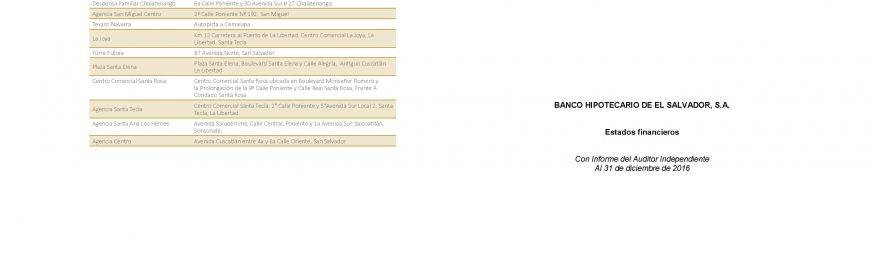 Despensa Familiar Chalatenango 6a Calle Poniente y 30 Avenida Sur # 27 Chalatenango
Agencia San Miguel Centro 2ª Calle Poniente Nº 192, San Miguel
Texaco Navarra Autopista a Comalapa
La Joya Km 12 Carretera al Puerto de La Libertad, Centro Comercial La Joya, La
Libertad, Santa Tecla
Torre Futura 87 Avenida Norte, San Salvador
Plaza Santa Elena Plaza Santa Elena, Boulevard Santa Elena y Calle Alegría, Antiguo Cuscatlán
La Libertad
Centro Comercial Santa Rosa Centro Comercial Santa Rosa ubicada en Boulevard Monseñor Romero y
la Prolongación de la 9ª Calle Poniente y Calle Real Santa Rosa, Frente A
Condado Santa Rosa
Agencia Santa Tecla Centro Comercial Santa Tecla, 1ª Calle Poniente y 5ªAvenida Sur Local 2, Santa
Tecla, La Libertad
Agencia Santa Ana Los Héroes Avenida Salubérrima, Calle Central, Poniente y 1a Avenida Sur, Salcoatitán,
Sonsonate.
Agencia Centro Avenida Cuscatlán entre 4a y 6a Calle Oriente, San Salvador
BANCO HIPOTECARIO DE EL SALVADOR, S.A.
Estados financieros
Con Informe del Auditor Independiente
Al 31 de diciembre de 2016